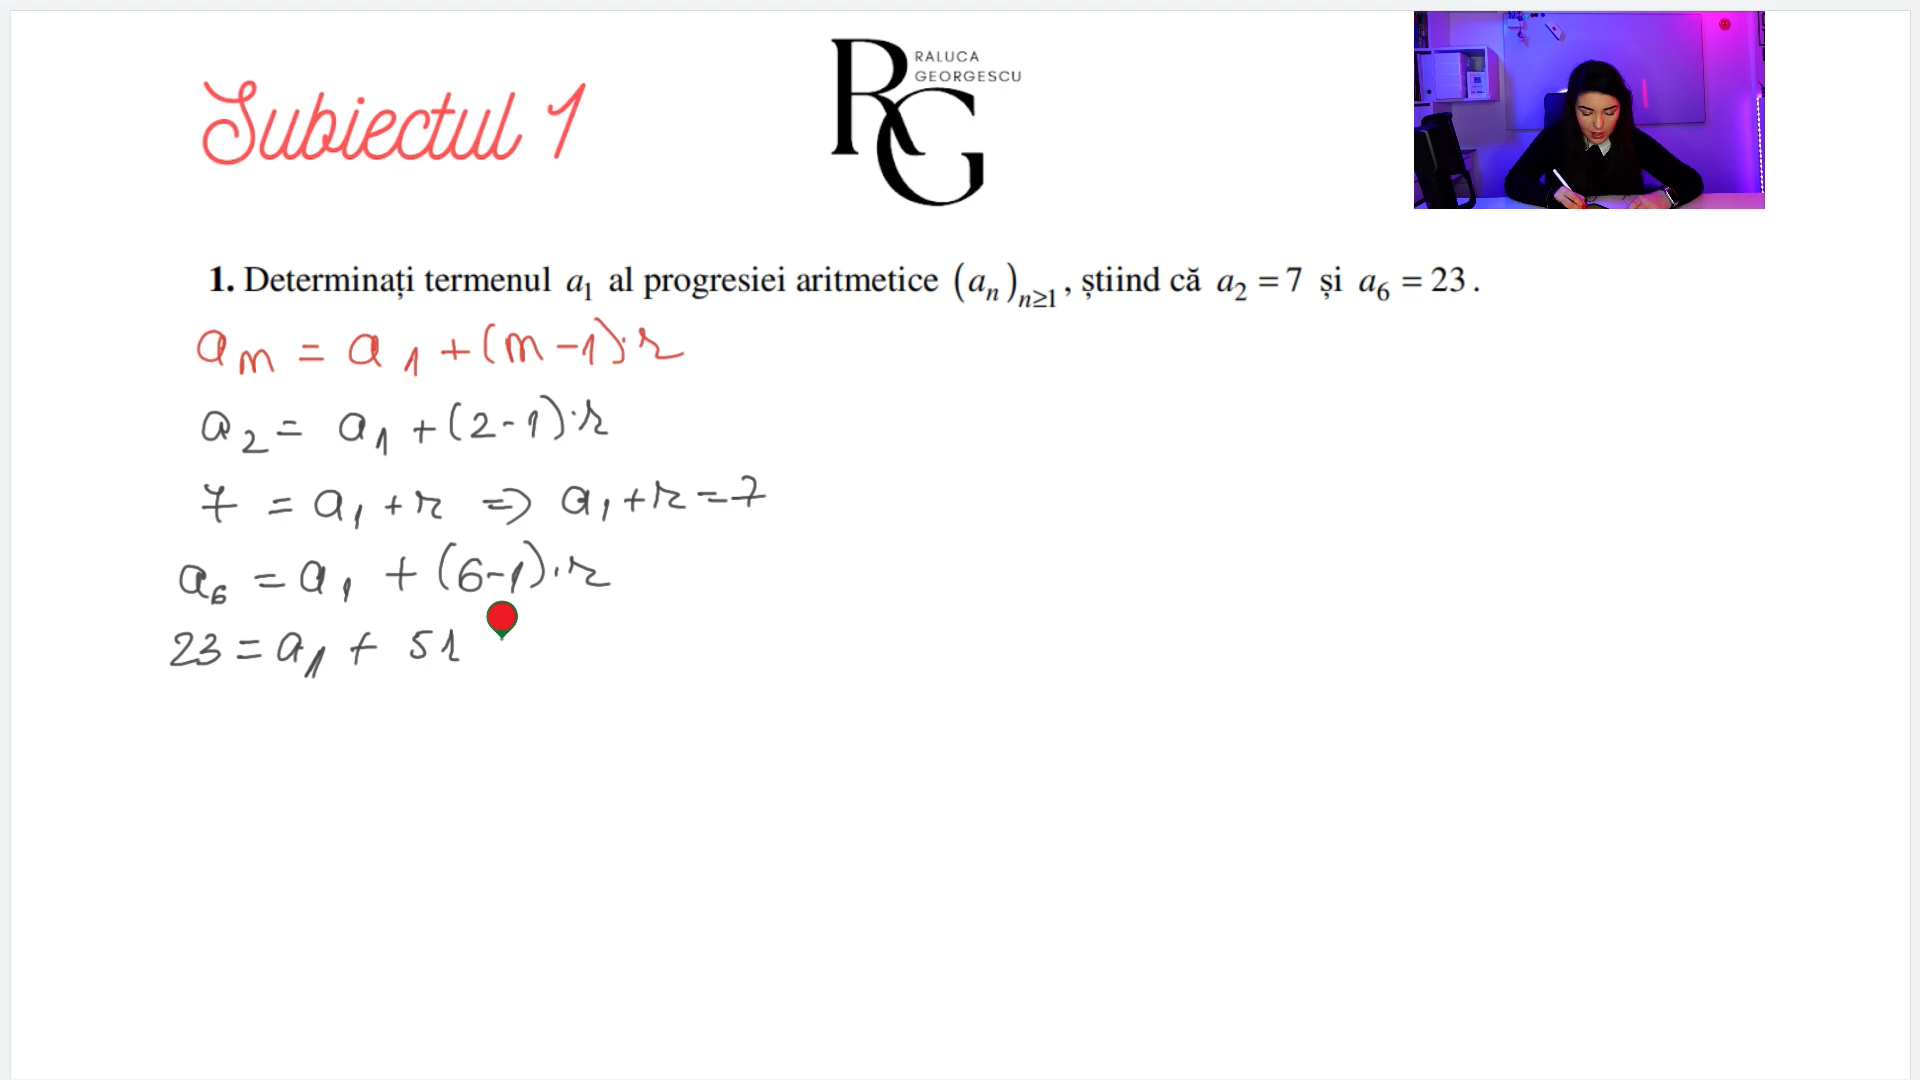 Subiectul 1
RALUCA
GEORGESCU
RG
1. Determinați termenul a₁ al progresiei aritmetice (aₙ)ₙ≥₁, știind că a₂ = 7 și a₆ = 23.
aₙ = a₁ + (n-1)·r
a₂ = a₁ + (2-1)·r
7 = a₁ + r => a₁ + r = 7
a₆ = a₁ + (6-1)·r
23 = a₁ + 5r